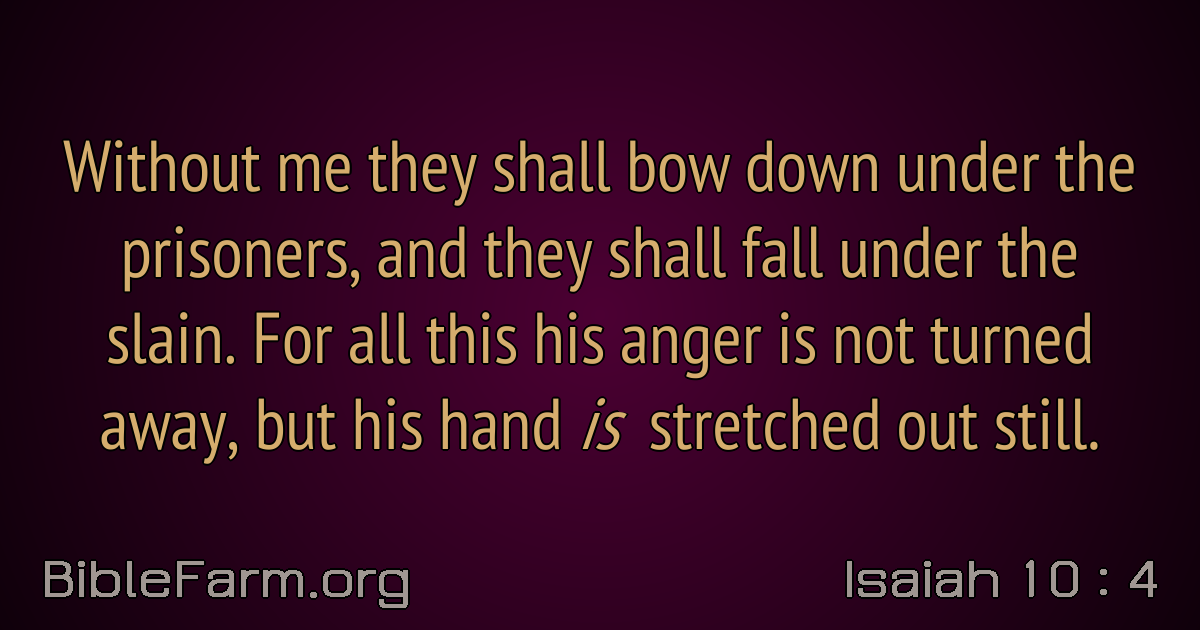 Without me they shall bow down under the
prisoners, and they shall fall under the
slain. For all this his anger is not turned
away, but his hand is stretched out still.
BibleFarm.org
Isaiah 10 : 4